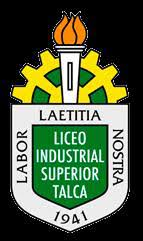 LABOR
LAETITIA
NOSTRA
LICEO
INDUSTRIAL
SUPERIOR
TALCA
1941